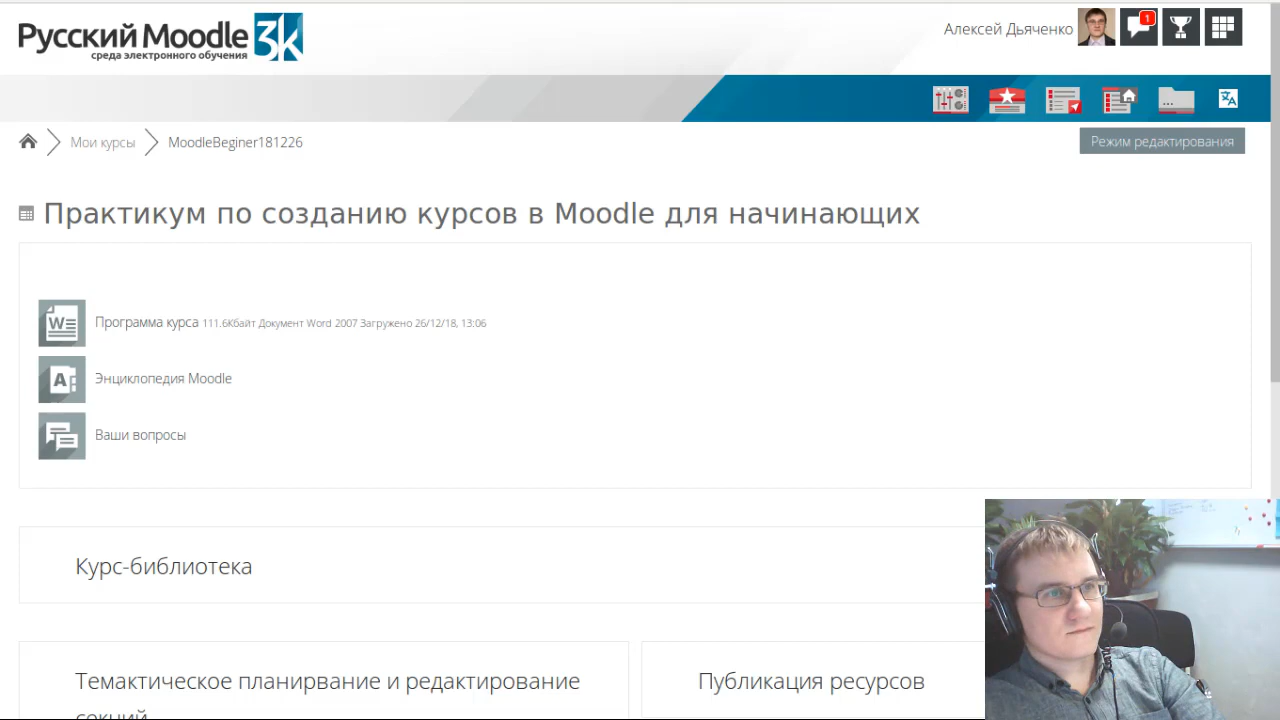 Русский Moodle 3k
среда электронного обучения
Алексей Дьяченко
1
Мои курсы
MoodleBeginer181226
Режим редактирования
Практикум по созданию курсов в Moodle для начинающих
Программа курса 111.6Кбайт Документ Word 2007 Загружено 26/12/18, 13:06
Энциклопедия Moodle
Ваши вопросы
Курс-библиотека
Тематическое планирвание и редактирование
секций
Публикация ресурсов